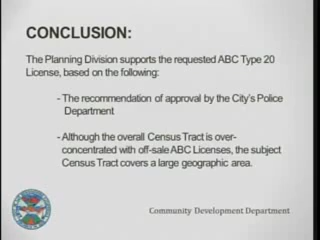 CONCLUSION:
The Planning Division supports the requested ABC Type 20
License, based on the following:
- The recommendation of approval by the City's Police
Department
- Although the overall Census Tract is over-
concentrated with off-sale ABC Licenses, the subject
Census Tract covers a large geographic area.
Community Development Department